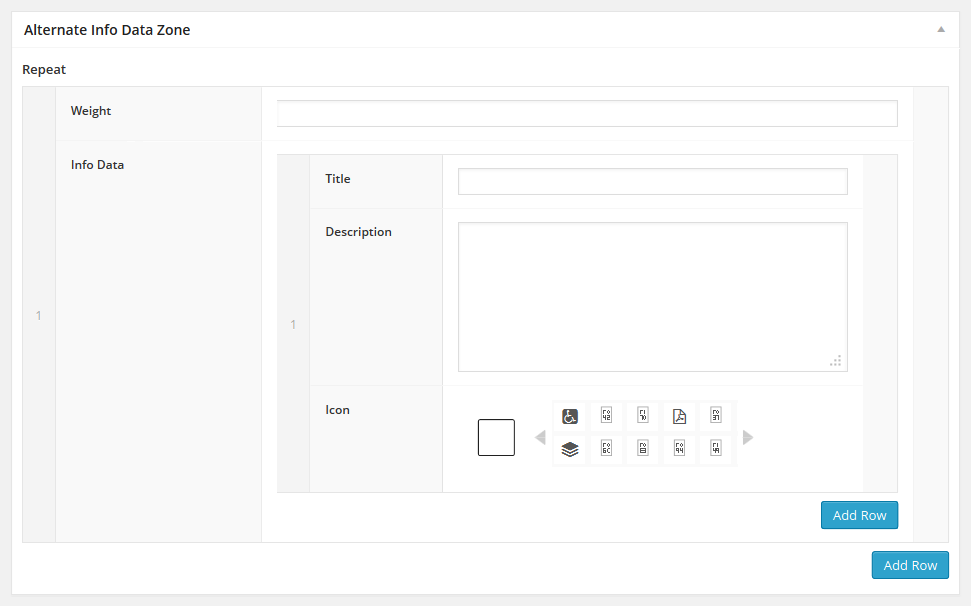 Alternate Info Data Zone
Repeat
Weight
1
Info Data
Title
Description
1
Icon
Add Row
Add Row